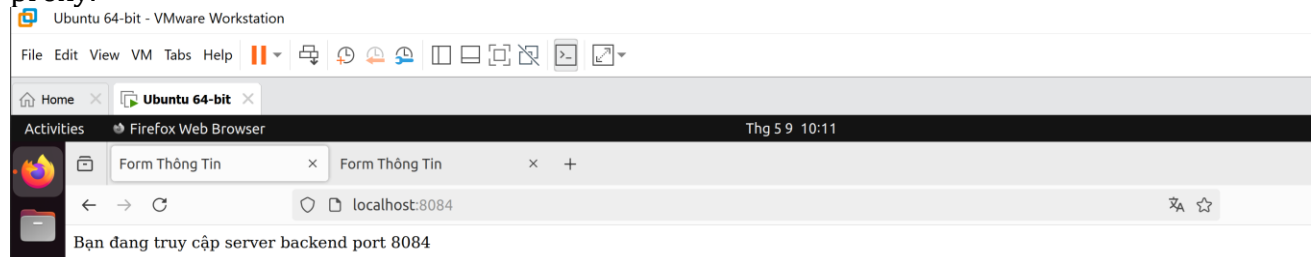 proxy.
Ubuntu 64-bit - VMware Workstation
File Edit View VM Tabs Help
Home Ubuntu 64-bit
Activities Firefox Web Browser Thg 5 9 10:11
Form Thông Tin Form Thông Tin
localhost:8084
Bạn đang truy cập server backend port 8084